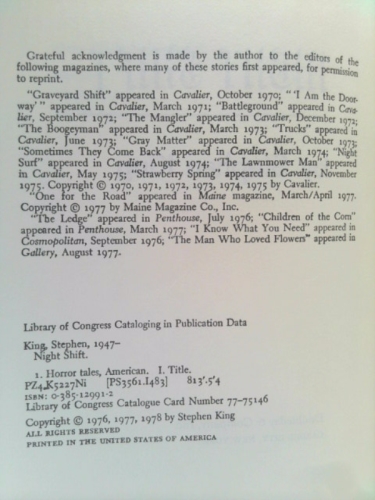 Grateful acknowledgment is made by the author to the editors of the
following magazines, where many of these stories first appeared, for permission
to reprint.
"Graveyard Shift" appeared in Cavalier, October 1970; "'I Am the Door-
way'" appeared in Cavalier, March 1971; "Battleground" appeared in Cava-
lier, September 1972; "The Mangler" appeared in Cavalier, December 1972;
"The Boogeyman" appeared in Cavalier, March 1973; "Trucks" appeared in
Cavalier, June 1973; "Gray Matter" appeared in Cavalier, October 1973;
"Sometimes They Come Back" appeared in Cavalier, March 1974; "Night
Surf" appeared in Cavalier, August 1974; "The Lawnmower Man" appeared
in Cavalier, May 1975; "Strawberry Spring" appeared in Cavalier, November
1975. Copyright © 1970, 1971, 1972, 1973, 1974, 1975 by Cavalier.
"One for the Road" appeared in Maine magazine, March/April 1977.
Copyright © 1977 by Maine Magazine Co., Inc.
"The Ledge" appeared in Penthouse, July 1976; "Children of the Corn"
appeared in Penthouse, March 1977; "I Know What You Need" appeared in
Cosmopolitan, September 1976; "The Man Who Loved Flowers" appeared in
Gallery, August 1977.
Library of Congress Cataloging in Publication Data
King, Stephen, 1947–
Night Shift.
1. Horror tales, American. I. Title.
PZ4.K5227Ni [PS3561.I483] 813'.5'4
ISBN: 0-385-12991-2
Library of Congress Catalogue Card Number 77–75146
Copyright © 1976, 1977, 1978 by Stephen King
ALL RIGHTS RESERVED
PRINTED IN THE UNITED STATES OF AMERICA